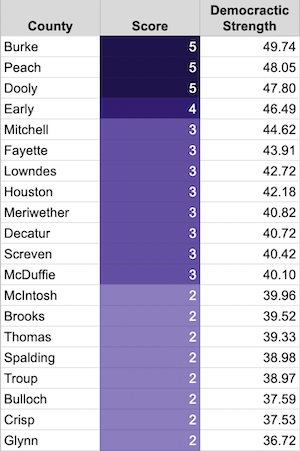 County Score Democractic Strength
Burke 5 49.74
Peach 5 48.05
Dooly 5 47.80
Early 4 46.49
Mitchell 3 44.62
Fayette 3 43.91
Lowndes 3 42.72
Houston 3 42.18
Meriwether 3 40.82
Decatur 3 40.72
Screven 3 40.42
McDuffie 3 40.10
McIntosh 2 39.96
Brooks 2 39.52
Thomas 2 39.33
Spalding 2 38.98
Troup 2 38.97
Bulloch 2 37.59
Crisp 2 37.53
Glynn 2 36.72